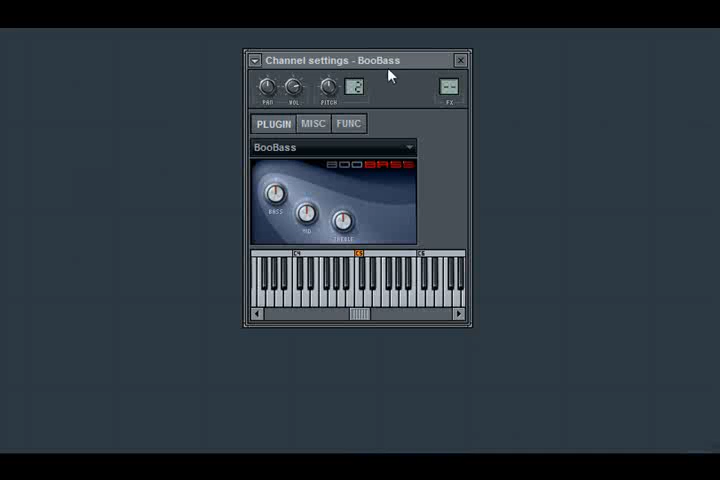 Channel settings - BooBass
2
--
PAN VOL PITCH FX
PLUGIN MISC FUNC
BooBass
BOOBASS
BASS
MID
TREBLE
C4 C5 C6